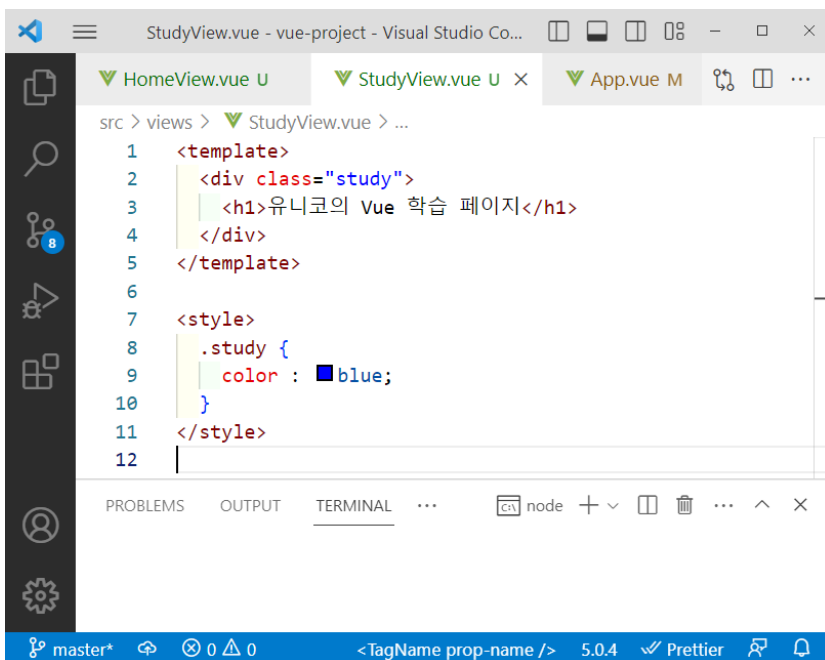 StudyView.vue - vue-project - Visual Studio Co...
HomeView.vue U StudyView.vue U App.vue M
src > views > StudyView.vue > ...
1 <template>
2 <div class="study">
3 <h1>유니코의 Vue 학습 페이지</h1>
4 </div>
5 </template>
6
7 <style>
8 .study {
9 color : blue;
10 }
11 </style>
12
8
PROBLEMS OUTPUT TERMINAL ... node
master* 0 0 <TagName prop-name /> 5.0.4 Prettier